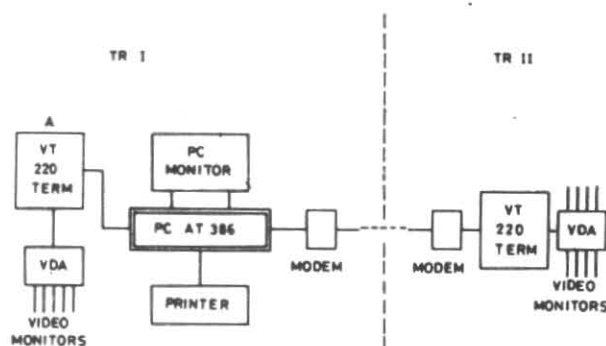 TR I
TR II
A
VT
220
TERM
PC
MONITOR
PC AT 386
VDA
VIDEO
MONITORS
PRINTER
MODEM
MODEM
VT
220
TERM
VDA
VIDEO
MONITORS